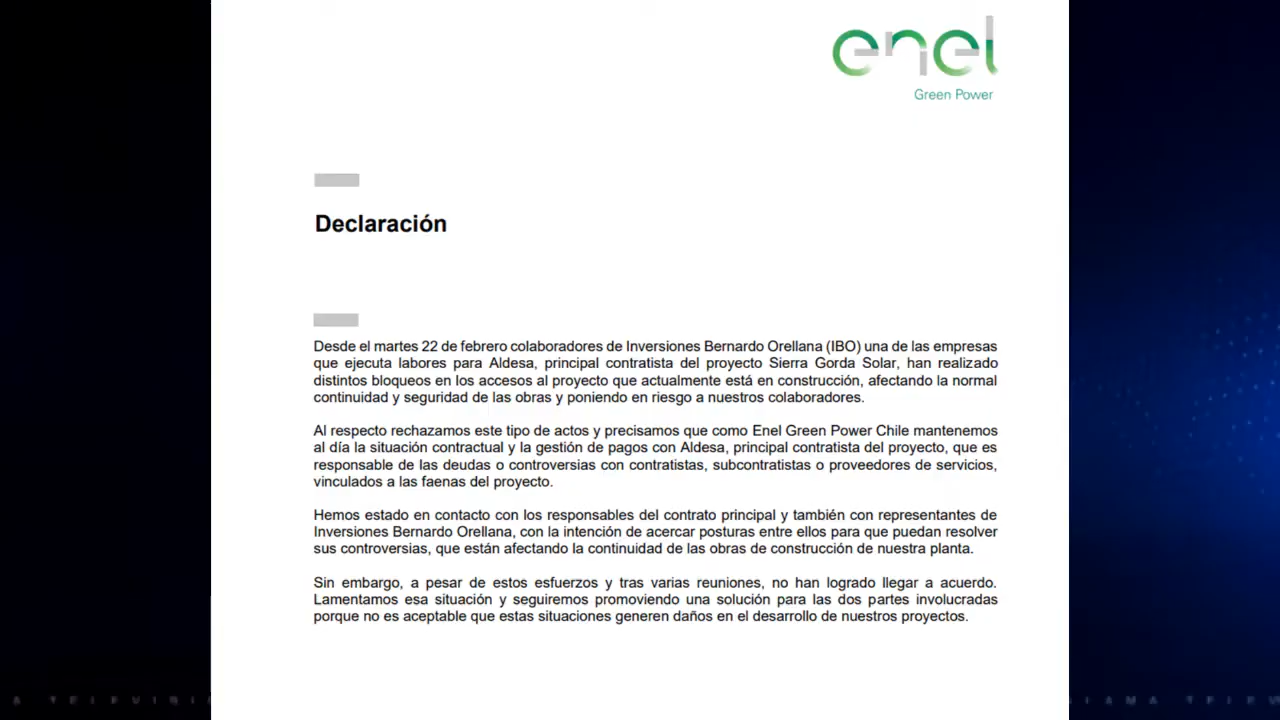 enel
Green Power
Declaración
Desde el martes 22 de febrero colaboradores de Inversiones Bernardo Orellana (IBO) una de las empresas
que ejecuta labores para Aldesa, principal contratista del proyecto Sierra Gorda Solar, han realizado
distintos bloqueos en los accesos al proyecto que actualmente está en construcción, afectando la normal
continuidad y seguridad de las obras y poniendo en riesgo a nuestros colaboradores.
Al respecto rechazamos este tipo de actos y precisamos que como Enel Green Power Chile mantenemos
al día la situación contractual y la gestión de pagos con Aldesa, principal contratista del proyecto, que es
responsable de las deudas o controversias con contratistas, subcontratistas o proveedores de servicios,
vinculados a las faenas del proyecto.
Hemos estado en contacto con los responsables del contrato principal y también con representantes de
Inversiones Bernardo Orellana, con la intención de acercar posturas entre ellos para que puedan resolver
sus controversias, que están afectando la continuidad de las obras de construcción de nuestra planta.
Sin embargo, a pesar de estos esfuerzos y tras varias reuniones, no han logrado llegar a acuerdo.
Lamentamos esa situación y seguiremos promoviendo una solución para las dos partes involucradas
porque no es aceptable que estas situaciones generen daños en el desarrollo de nuestros proyectos.